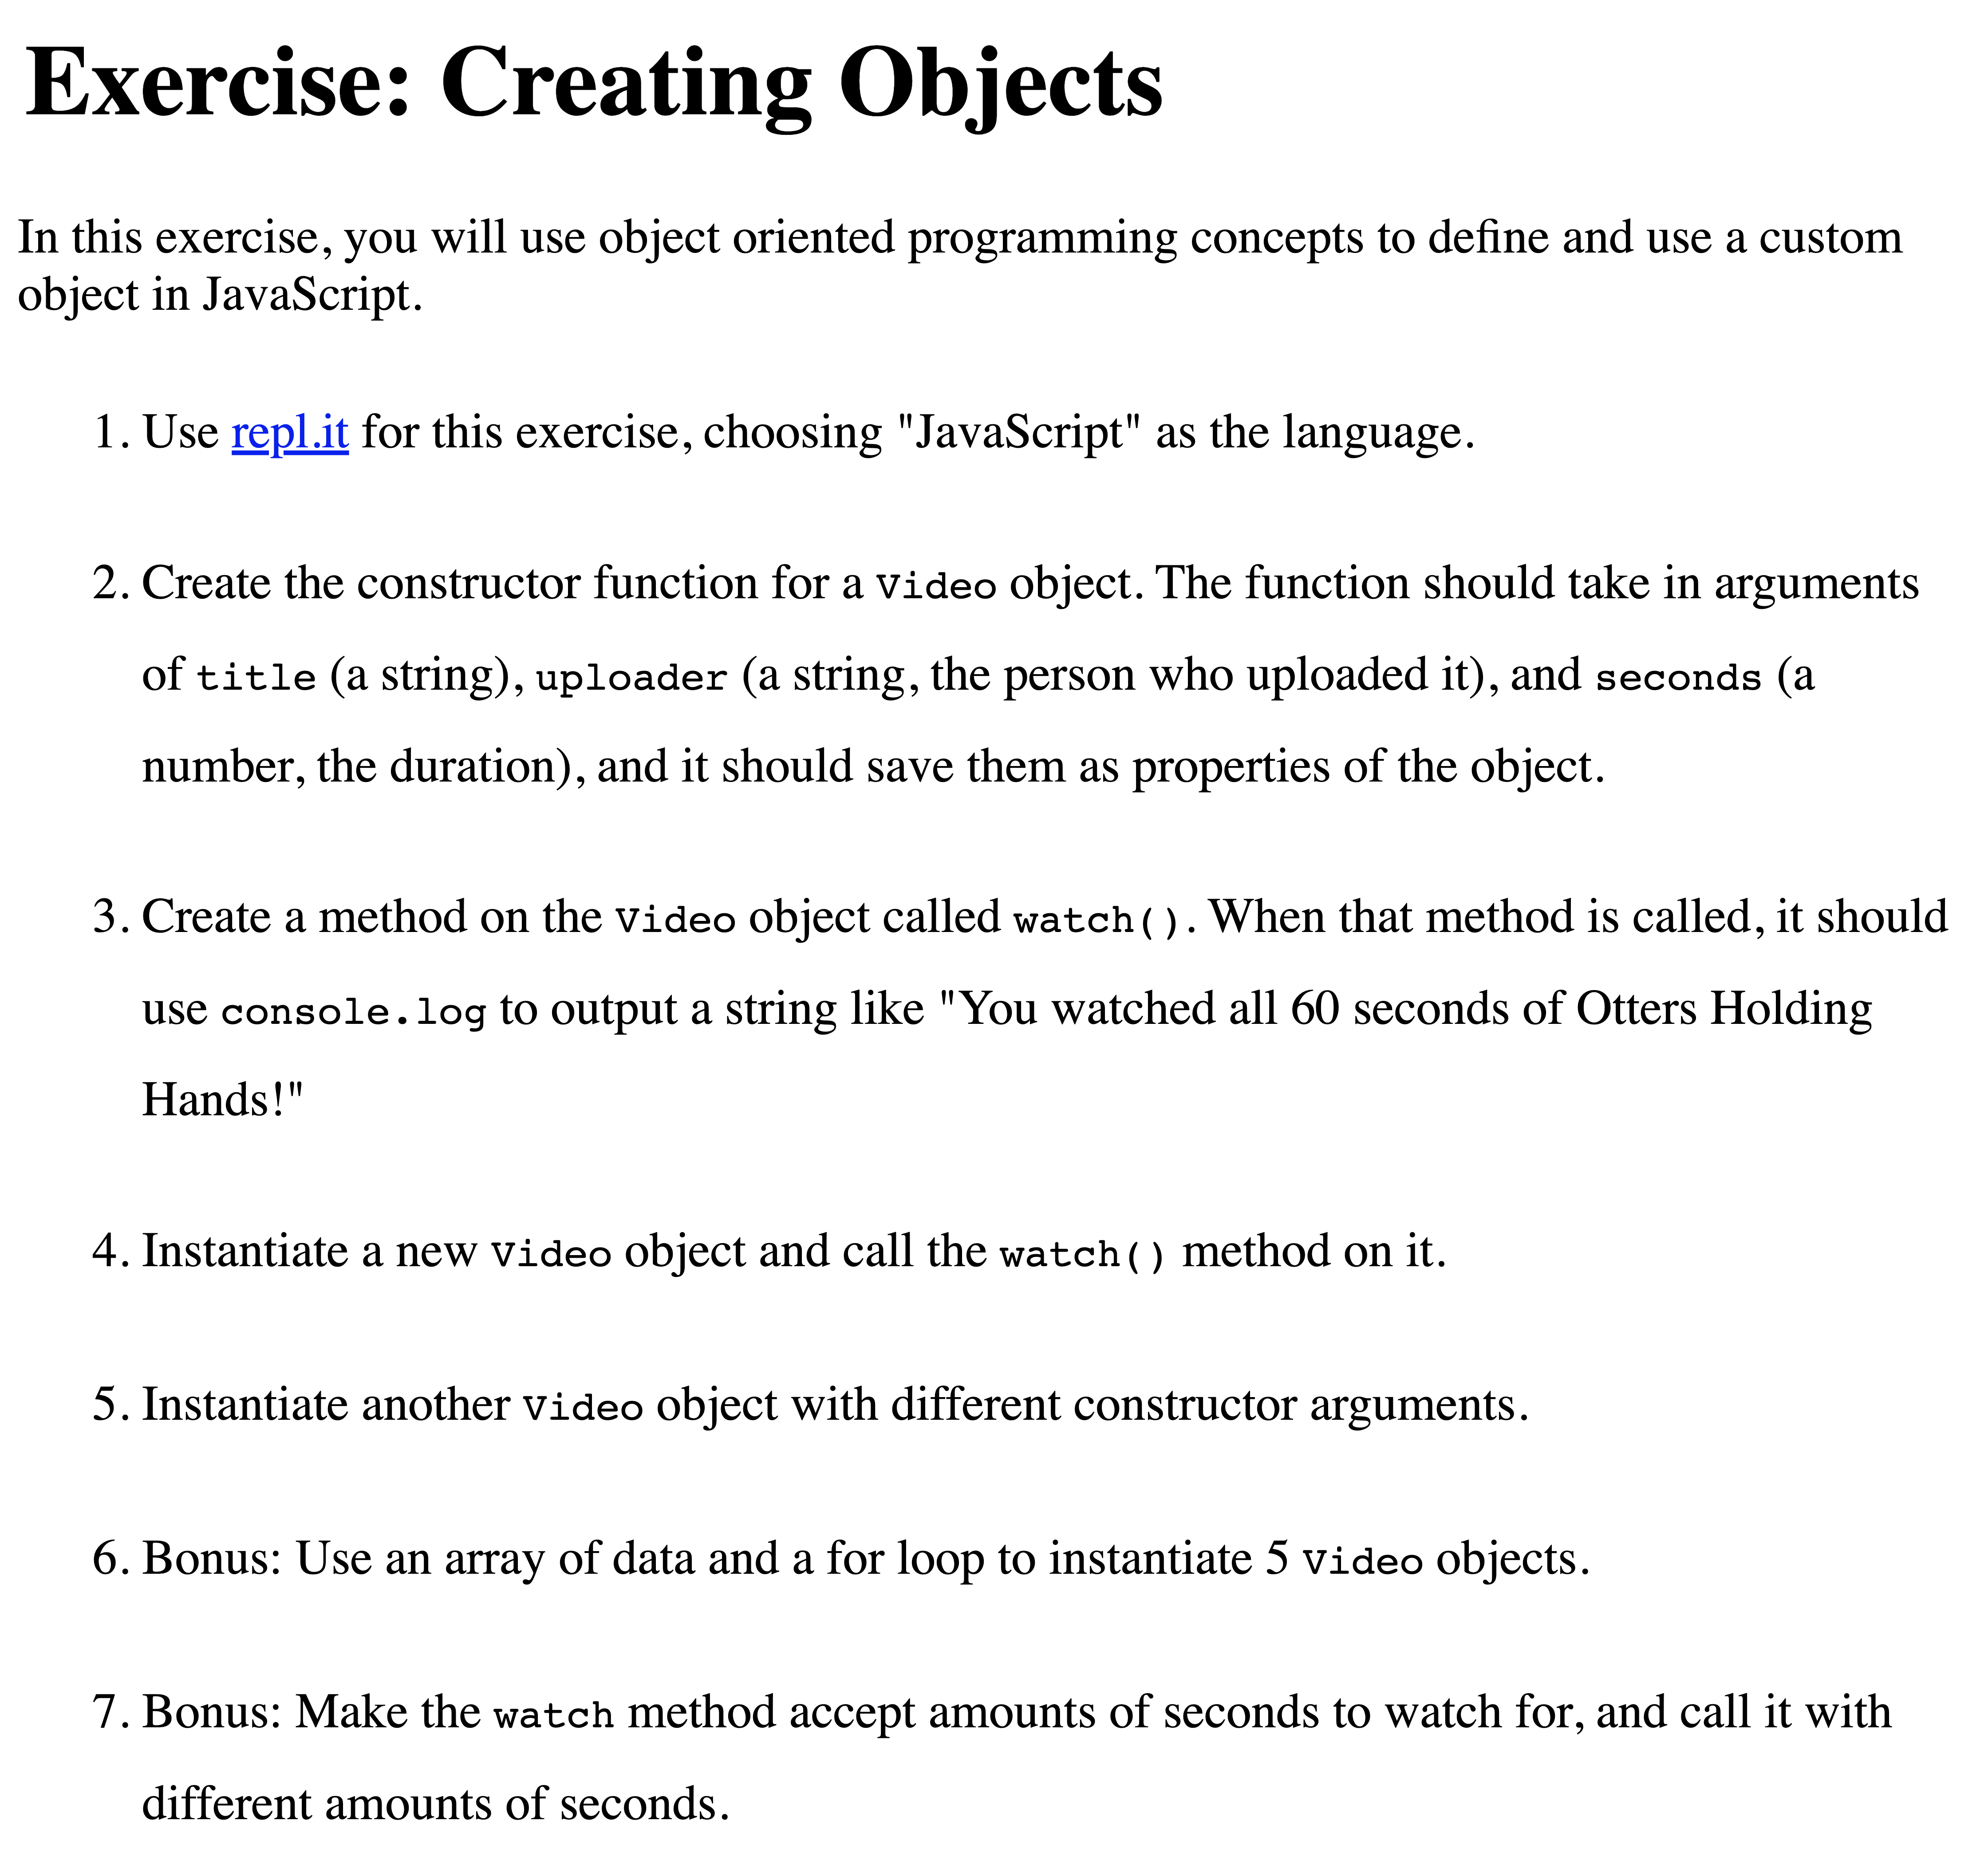 Exercise: Creating Objects
In this exercise, you will use object oriented programming concepts to define and use a custom
object in JavaScript.
1. Use repl.it for this exercise, choosing "JavaScript" as the language.
2. Create the constructor function for a Video object. The function should take in arguments
of title (a string), uploader (a string, the person who uploaded it), and seconds (a
number, the duration), and it should save them as properties of the object.
3. Create a method on the Video object called watch(). When that method is called, it should
use console.log to output a string like "You watched all 60 seconds of Otters Holding
Hands!"
4. Instantiate a new Video object and call the watch() method on it.
5. Instantiate another Video object with different constructor arguments.
6. Bonus: Use an array of data and a for loop to instantiate 5 Video objects.
7. Bonus: Make the watch method accept amounts of seconds to watch for, and call it with
different amounts of seconds.